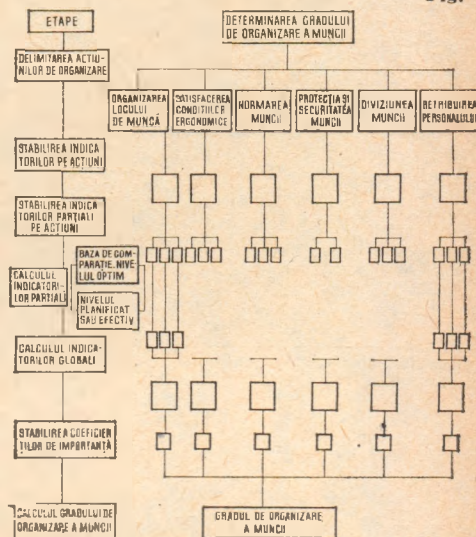 Fig.
ETAPE
DELIMITAREA ACȚIU-
NILOR DE ORGANIZARE
STABILIREA INDICA
TORILOR PE ACȚIUNI
STABILIREA INDICA
TORILOR PARȚIALI
PE ACȚIUNI
CALCULUL
INDICATORI-
LOR PARȚIALI
BAZA DE COM-
PARAȚIE. NIVE-
LUL OPTIM
NIVELUL
PLANIFICAT
SAU EFECTIV
CALCULUL INDICA-
TORILOR GLOBALI
STABILIREA COEFICIEN
ȚILOR DE IMPORTANȚĂ
CALCULUL GRADULUI DE
ORGANIZARE A MUNCII
DETERMINAREA GRADULUI
DE ORGANIZARE A MUNCII
ORGANIZAREA
LOCULUI
DE MUNCĂ
SATISFACEREA
CONDIȚIILOR
ERGONOMICE
NORMAREA
MUNCII
PROTECȚIA ȘI
SECURITATEA
MUNCII
DIVIZIUNEA
MUNCII
RETRIBUIREA
PERSONALULUI
GRADUL DE ORGANIZARE
A MUNCII